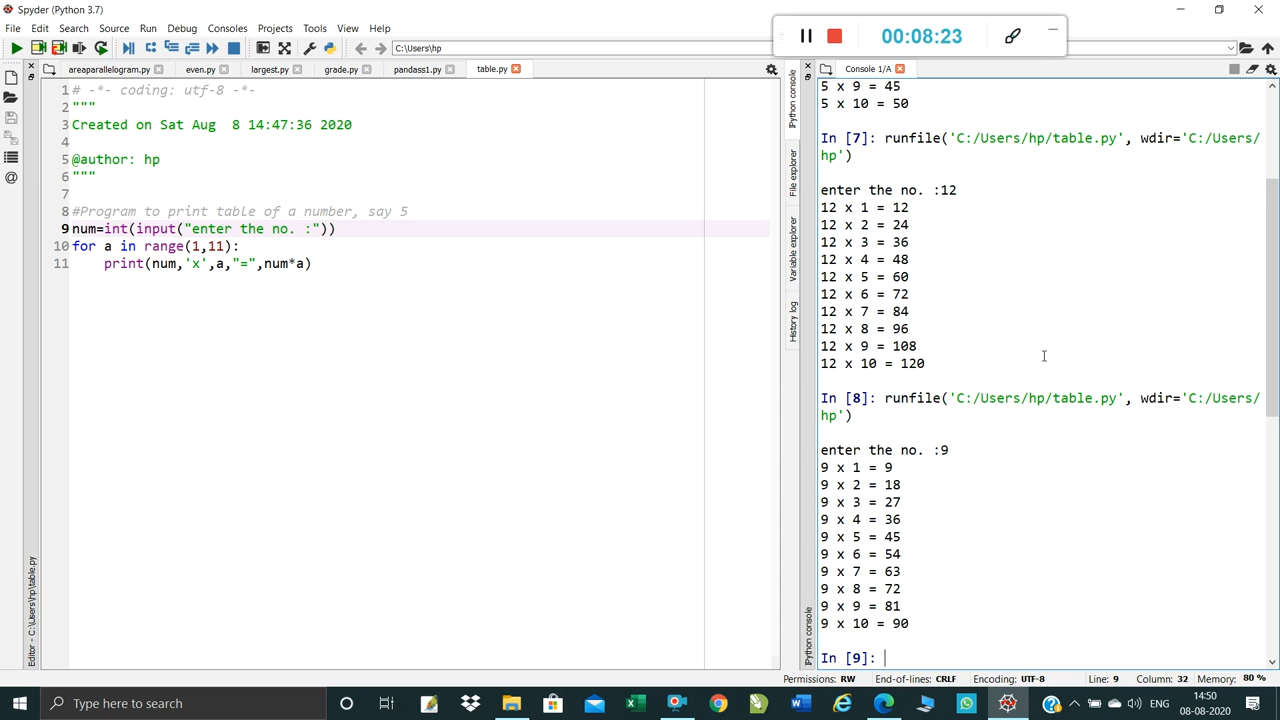 Spyder (Python 3.7)
File Edit Search Source Run Debug Consoles Projects Tools View Help
00:08:23
C:\Users\hp
areaparallelogram.py even.py largest.py grade.py pandass1.py table.py
1 # -*- coding: utf-8 -*-
2 """
3 Created on Sat Aug  8 14:47:36 2020
4
5 @author: hp
6 """
7
8 #Program to print table of a number, say 5
9 num=int(input("enter the no. :"))
10 for a in range(1,11):
11     print(num,'x',a,"=",num*a)
Editor - C:\Users\hp\table.py
IPython console
File explorer
Variable explorer
History log
IPython console
Console 1/A
5 x 9 = 45
5 x 10 = 50
In [7]: runfile('C:/Users/hp/table.py', wdir='C:/Users/
hp')
enter the no. :12
12 x 1 = 12
12 x 2 = 24
12 x 3 = 36
12 x 4 = 48
12 x 5 = 60
12 x 6 = 72
12 x 7 = 84
12 x 8 = 96
12 x 9 = 108
12 x 10 = 120
In [8]: runfile('C:/Users/hp/table.py', wdir='C:/Users/
hp')
enter the no. :9
9 x 1 = 9
9 x 2 = 18
9 x 3 = 27
9 x 4 = 36
9 x 5 = 45
9 x 6 = 54
9 x 7 = 63
9 x 8 = 72
9 x 9 = 81
9 x 10 = 90
In [9]:
Permissions: RW End-of-lines: CRLF Encoding: UTF-8 Line: 9 Column: 32 Memory: 80 %
Type here to search
ENG
14:50
08-08-2020